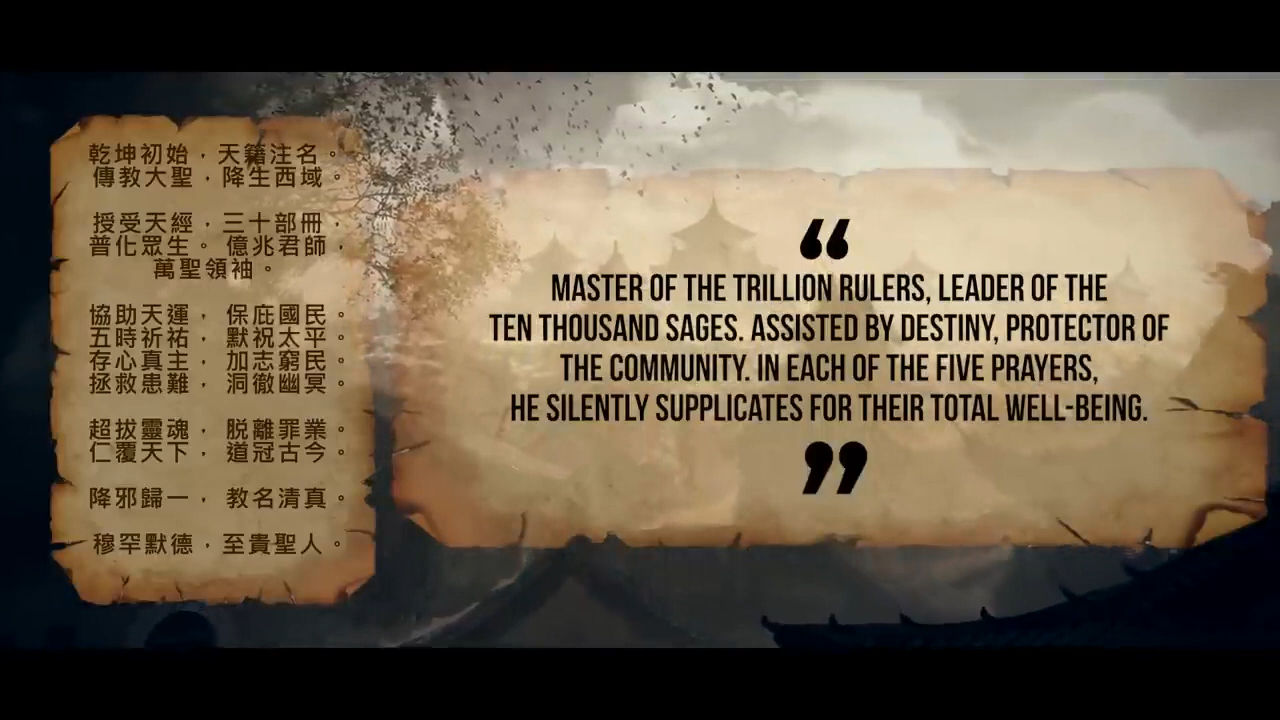 乾坤初始，天籍注名。
傳教大聖，降生西域。
授受天經，三十部冊，
普化眾生。億兆君師，
萬聖領袖。
協助天運，保庇國民。
五時祈祐，默祝太平。
存心真主，加志窮民。
拯救患難，洞徹幽冥。
超拔靈魂，脱離罪業。
仁覆天下，道冠古今。
降邪歸一，教名清真。
穆罕默德，至貴聖人。
“
MASTER OF THE TRILLION RULERS, LEADER OF THE
TEN THOUSAND SAGES. ASSISTED BY DESTINY, PROTECTOR OF
THE COMMUNITY. IN EACH OF THE FIVE PRAYERS,
HE SILENTLY SUPPLICATES FOR THEIR TOTAL WELL-BEING.
”